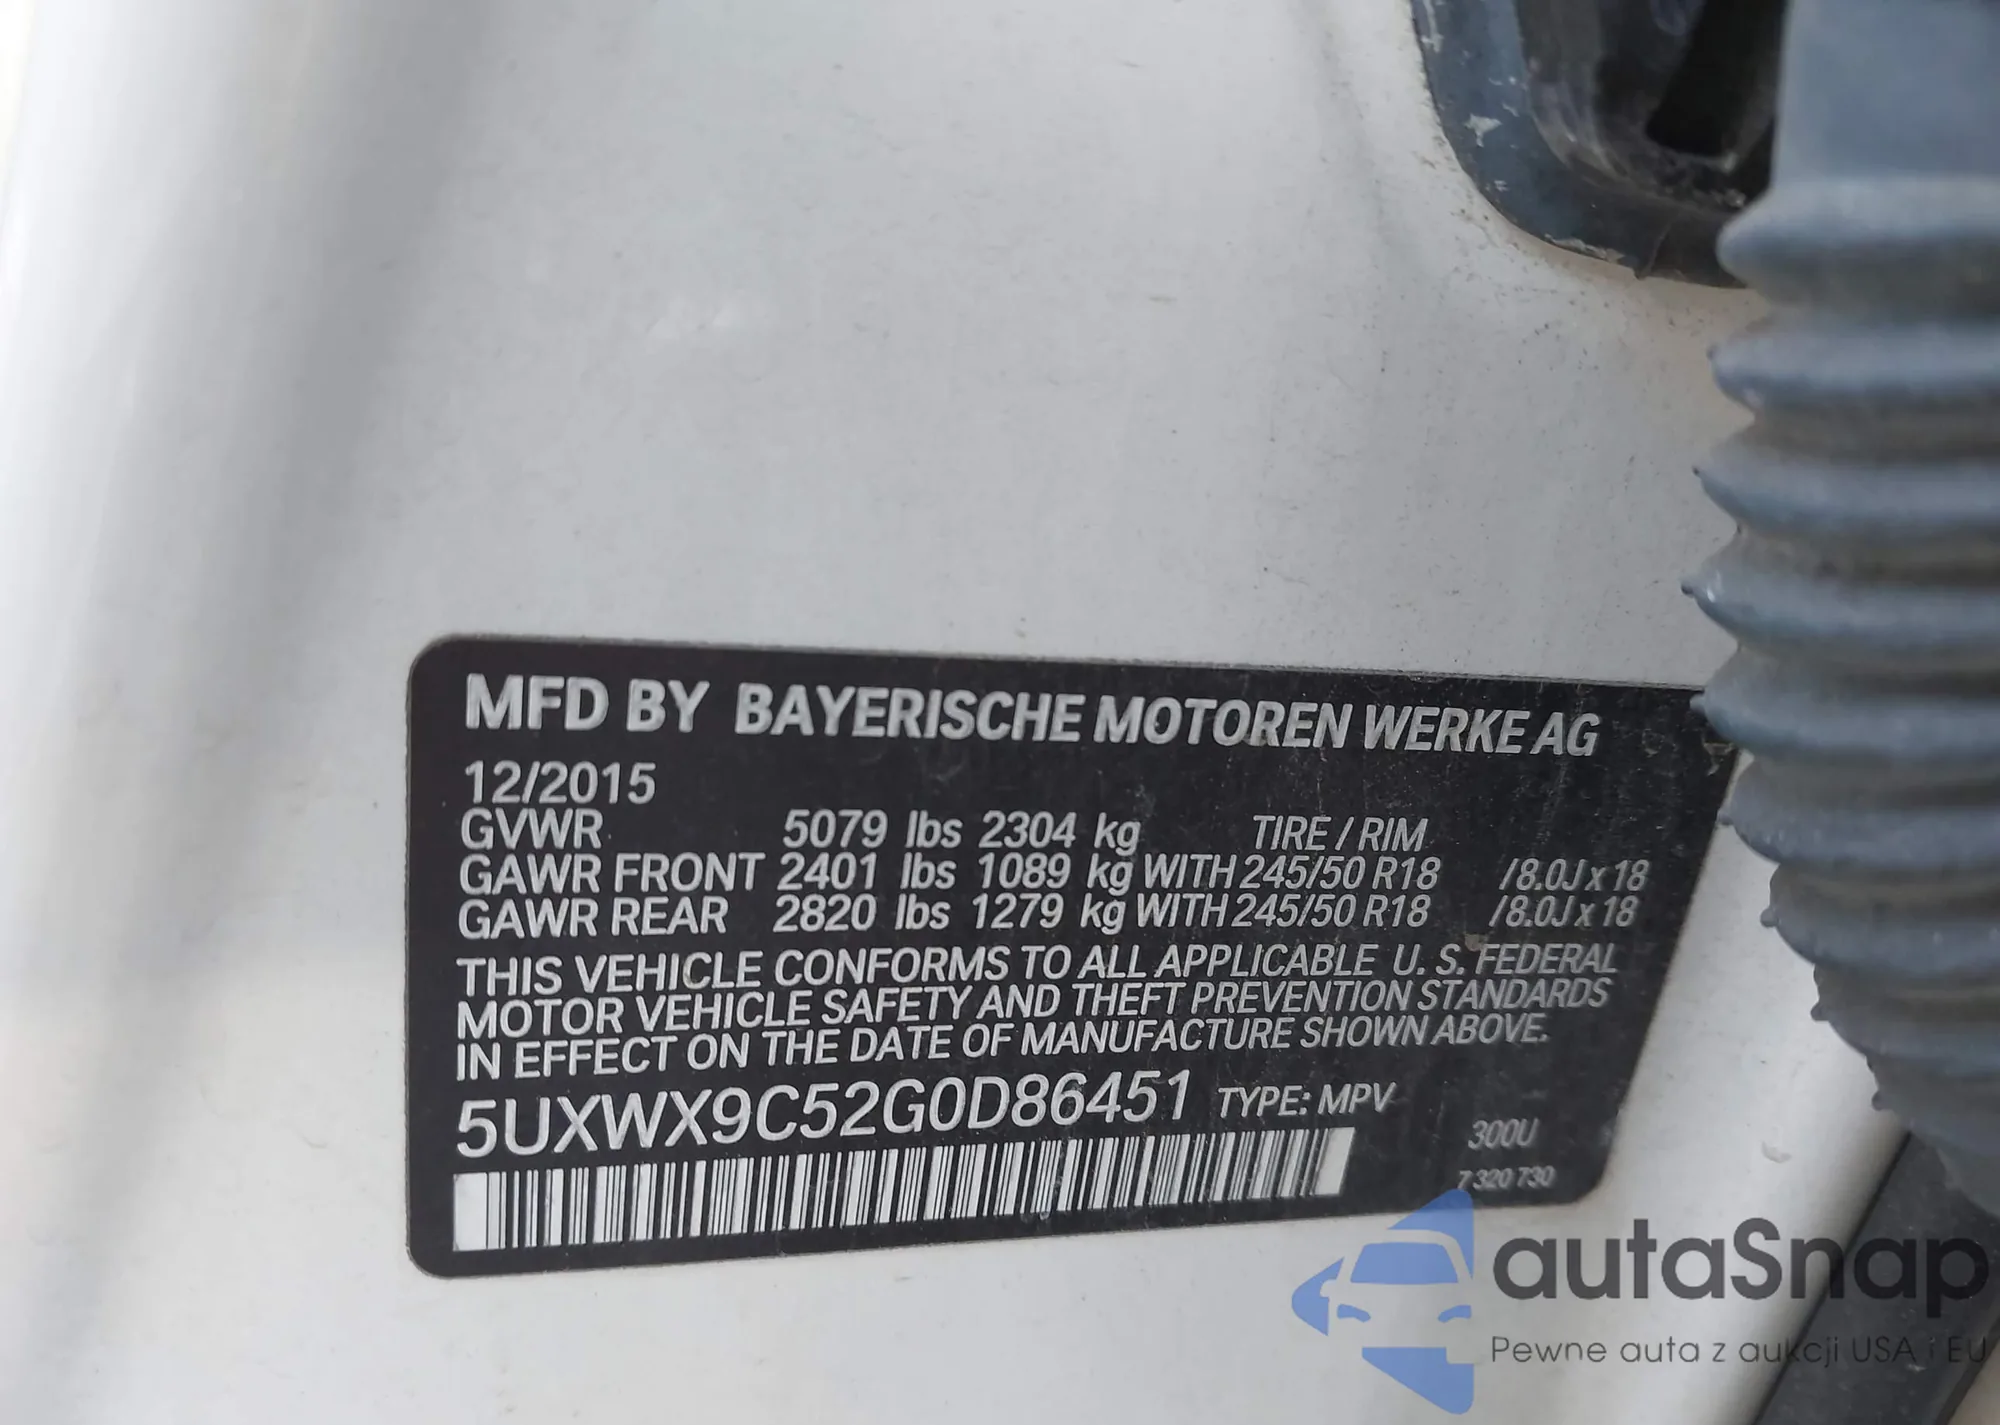 MFD BY BAYERISCHE MOTOREN WERKE AG
12/2015
GVWR 5079 lbs 2304 kg TIRE / RIM
GAWR FRONT 2401 lbs 1089 kg WITH 245/50 R18 /8.0J x 18
GAWR REAR 2820 lbs 1279 kg WITH 245/50 R18 /8.0J x 18
THIS VEHICLE CONFORMS TO ALL APPLICABLE U. S. FEDERAL
MOTOR VEHICLE SAFETY AND THEFT PREVENTION STANDARDS
IN EFFECT ON THE DATE OF MANUFACTURE SHOWN ABOVE.
5UXWX9C52G0D86451 TYPE: MPV
300U
7 320 730
autaSnap
Pewne auta z aukcji USA i EU